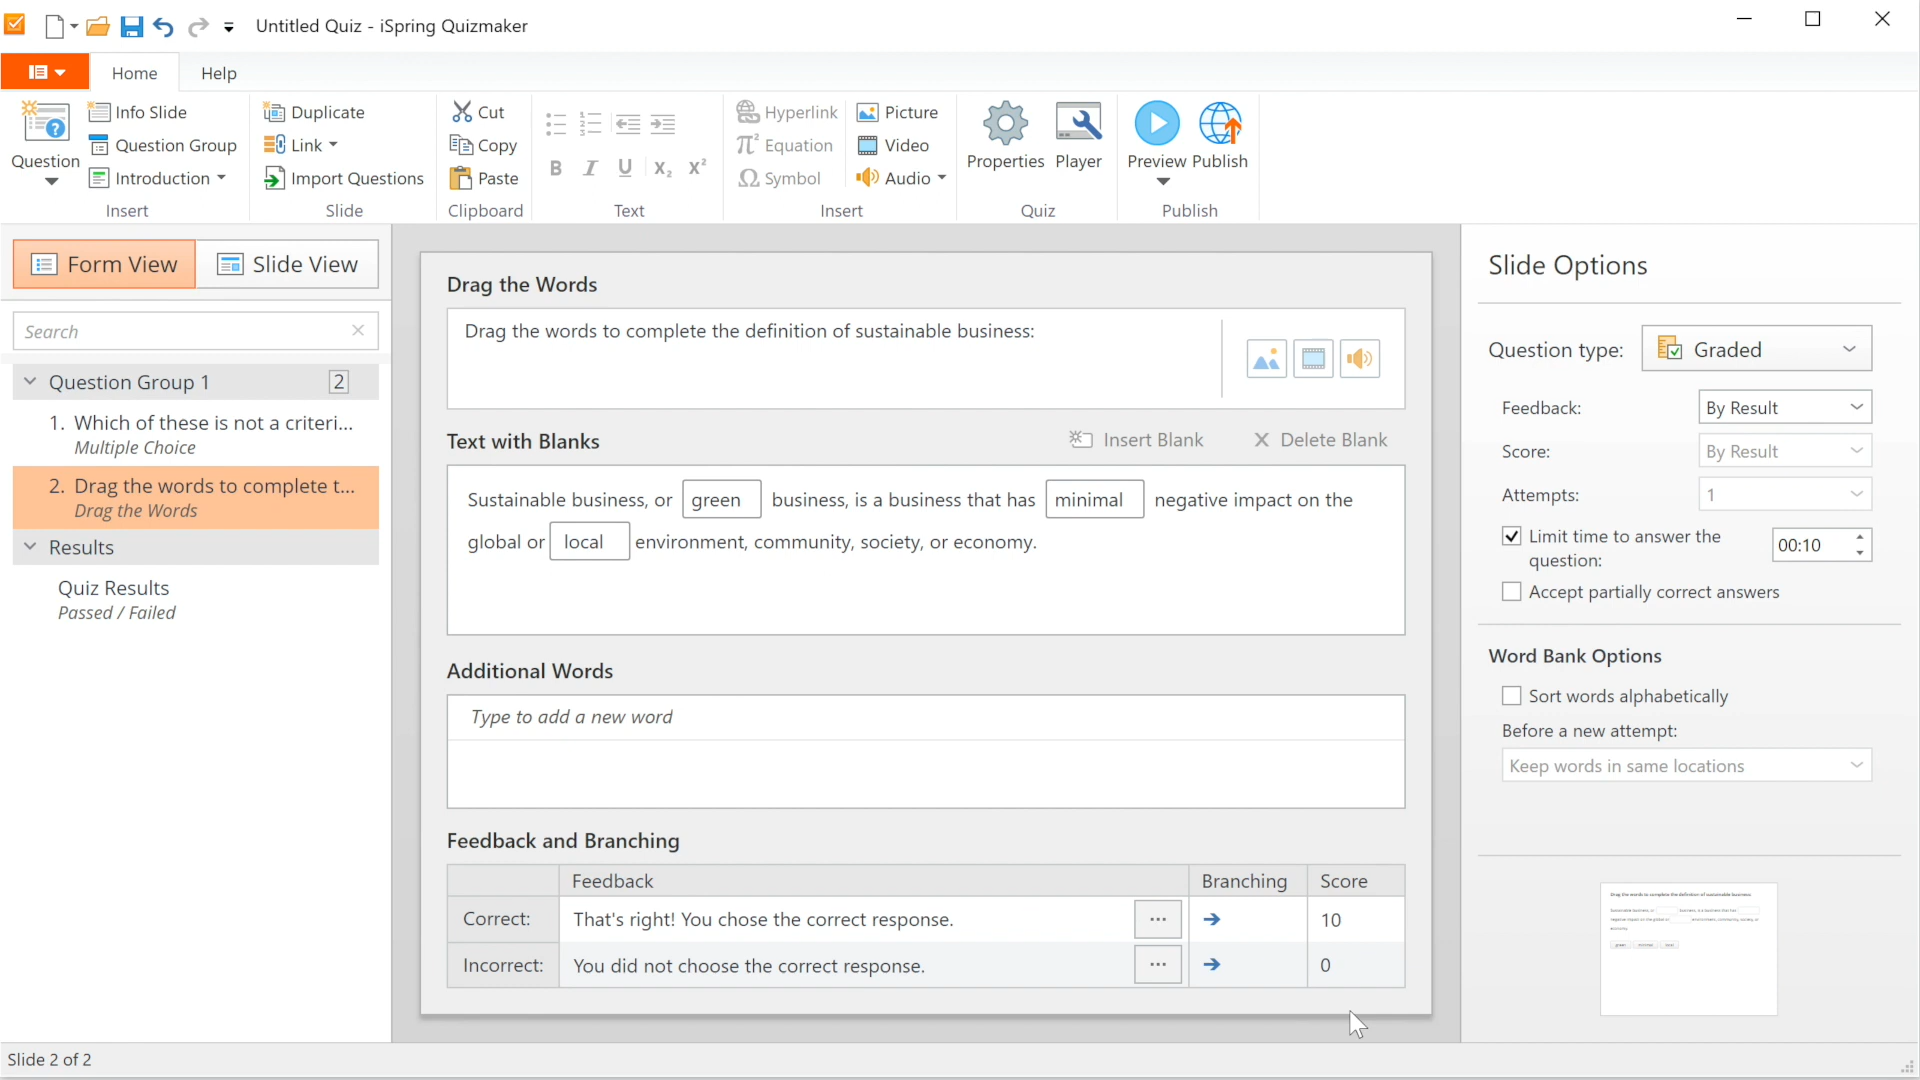 Untitled Quiz - iSpring Quizmaker
Home
Help
Question
Info Slide
Question Group
Introduction
Insert
Duplicate
Link
Import Questions
Slide
Cut
Copy
Paste
Clipboard
B I U X₂ X²
Text
Hyperlink
Equation
Symbol
Picture
Video
Audio
Insert
Properties
Player
Quiz
Preview
Publish
Publish
Form View
Slide View
Search
Question Group 1
2
1. Which of these is not a criteri...
Multiple Choice
2. Drag the words to complete t...
Drag the Words
Results
Quiz Results
Passed / Failed
Drag the Words
Drag the words to complete the definition of sustainable business:
Text with Blanks
Insert Blank
Delete Blank
Sustainable business, or green business, is a business that has minimal negative impact on the
global or local environment, community, society, or economy.
Additional Words
Type to add a new word
Feedback and Branching
Feedback Branching Score
Correct: That's right! You chose the correct response. ... 10
Incorrect: You did not choose the correct response. ... 0
Slide Options
Question type: Graded
Feedback: By Result
Score: By Result
Attempts: 1
Limit time to answer the
question:
00:10
Accept partially correct answers
Word Bank Options
Sort words alphabetically
Before a new attempt:
Keep words in same locations
Slide 2 of 2